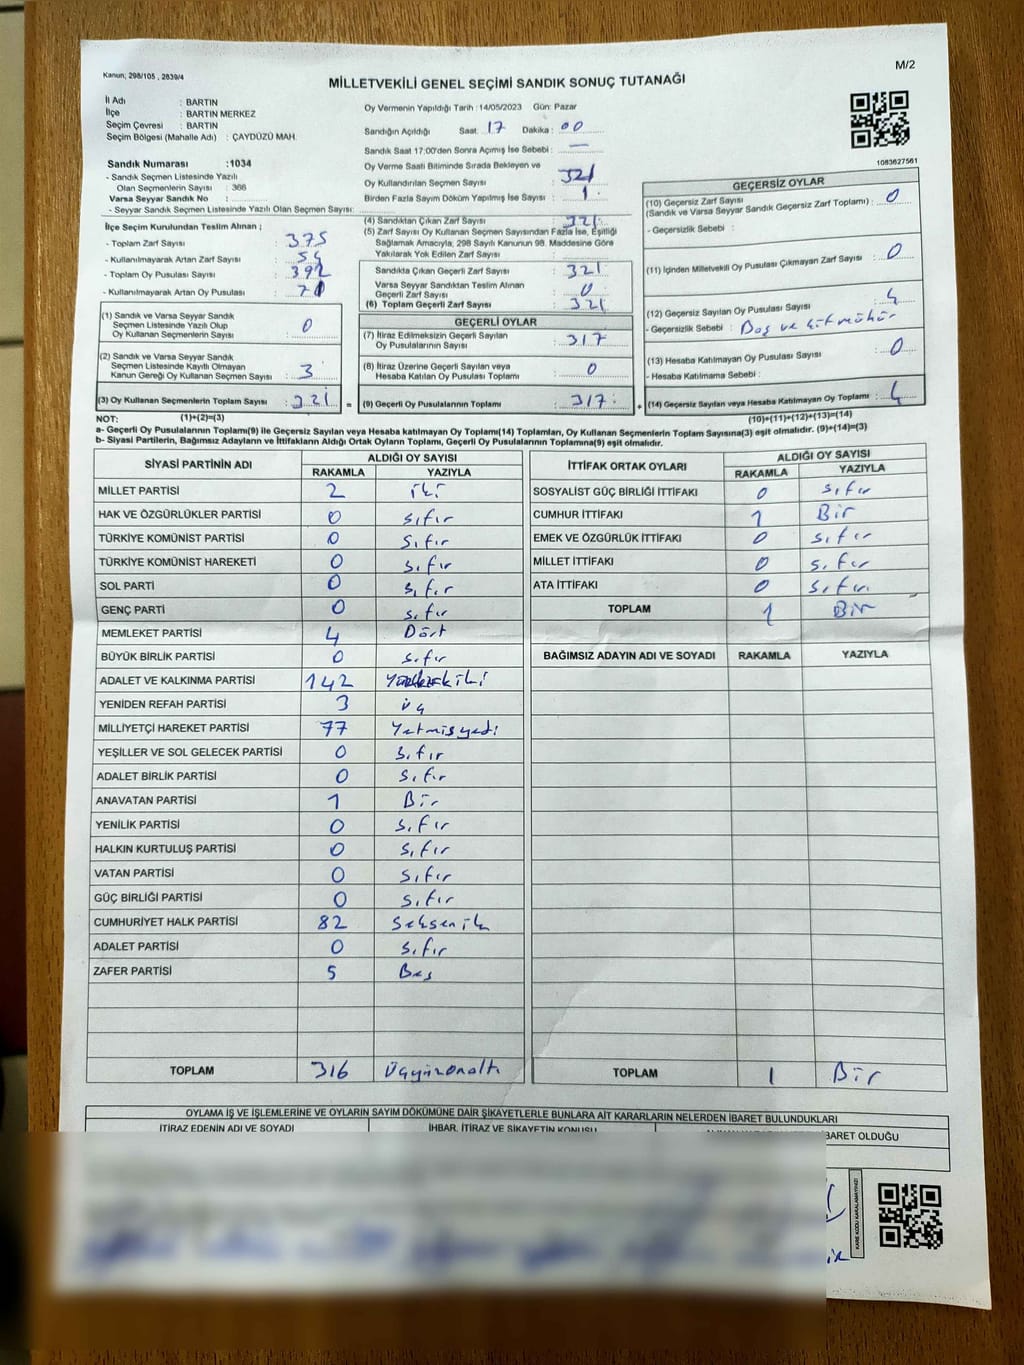 Kanun; 298/105 , 2839/4
M/2
MİLLETVEKİLİ GENEL SEÇİMİ SANDIK SONUÇ TUTANAĞI
İl Adı : BARTIN
İlçe : BARTIN MERKEZ
Seçim Çevresi : BARTIN
Seçim Bölgesi (Mahalle Adı) : ÇAYDÜZÜ MAH.
Sandık Numarası :1034
- Sandık Seçmen Listesinde Yazılı
Olan Seçmenlerin Sayısı : 366
Varsa Seyyar Sandık No :
- Seyyar Sandık Seçmen Listesinde Yazılı Olan Seçmen Sayısı:
İlçe Seçim Kurulundan Teslim Alınan ;
- Toplam Zarf Sayısı : 375
- Kullanılmayarak Artan Zarf Sayısı : 54
- Toplam Oy Pusulası Sayısı : 392
- Kullanılmayarak Artan Oy Pusulası : 71
(1) Sandık ve Varsa Seyyar Sandık
Seçmen Listesinde Yazılı Olup
Oy Kullanan Seçmenlerin Sayısı : 0
(2) Sandık ve Varsa Seyyar Sandık
Seçmen Listesinde Kayıtlı Olmayan
Kanun Gereği Oy Kullanan Seçmen Sayısı : 3
(3) Oy Kullanan Seçmenlerin Toplam Sayısı : 321 =
Oy Vermenin Yapıldığı Tarih :14/05/2023 Gün: Pazar
Sandığın Açıldığı Saat: 17 Dakika : 00
Sandık Saat 17:00'den Sonra Açılmış İse Sebebi : —
Oy Verme Saati Bitiminde Sırada Bekleyen ve
Oy Kullandırılan Seçmen Sayısı : 321
Birden Fazla Sayım Döküm Yapılmış İse Sayısı : 1
(4) Sandıktan Çıkan Zarf Sayısı : 321
(5) Zarf Sayısı Oy Kullanan Seçmen Sayısından Fazla İse, Eşitliği
Sağlamak Amacıyla, 298 Sayılı Kanunun 98. Maddesine Göre
Yakılarak Yok Edilen Zarf Sayısı :
Sandıkta Çıkan Geçerli Zarf Sayısı : 321
Varsa Seyyar Sandıktan Teslim Alınan
Geçerli Zarf Sayısı : 0
(6) Toplam Geçerli Zarf Sayısı : 321
GEÇERLİ OYLAR
(7) İtiraz Edilmeksizin Geçerli Sayılan
Oy Pusulalarının Sayısı : 317
(8) İtiraz Üzerine Geçerli Sayılan veya
Hesaba Katılan Oy Pusulası Toplamı : 0
(9) Geçerli Oy Pusulalarının Toplamı : 317 +
1083627561
GEÇERSİZ OYLAR
(10) Geçersiz Zarf Sayısı : 0
(Sandık ve Varsa Seyyar Sandık Geçersiz Zarf Toplamı)
- Geçersizlik Sebebi :
(11) İçinden Milletvekili Oy Pusulası Çıkmayan Zarf Sayısı : 0
(12) Geçersiz Sayılan Oy Pusulası Sayısı : 4
- Geçersizlik Sebebi : Boş ve çift mühür
(13) Hesaba Katılmayan Oy Pusulası Sayısı : 0
- Hesaba Katılmama Sebebi :
(14) Geçersiz Sayılan veya Hesaba Katılmayan Oy Toplamı : 4
NOT: (1)+(2)=(3) (10)+(11)+(12)+(13)=(14)
a- Geçerli Oy Pusulalarının Toplamı(9) ile Geçersiz Sayılan veya Hesaba Katılmayan Oy Toplamı(14) Toplamları, Oy Kullanan Seçmenlerin Toplam Sayısına(3) eşit olmalıdır. (9)+(14)=(3)
b- Siyasi Partilerin, Bağımsız Adayların ve İttifakların Aldığı Ortak Oyların Toplamı, Geçerli Oy Pusulalarının Toplamına(9) eşit olmalıdır.
SİYASİ PARTİNİN ADI ALDIĞI OY SAYISI
RAKAMLA YAZIYLA
MİLLET PARTİSİ 2 iki
HAK VE ÖZGÜRLÜKLER PARTİSİ 0 sıfır
TÜRKİYE KOMÜNİST PARTİSİ 0 sıfır
TÜRKİYE KOMÜNİST HAREKETİ 0 sıfır
SOL PARTİ 0 sıfır
GENÇ PARTİ 0 sıfır
MEMLEKET PARTİSİ 4 Dört
BÜYÜK BİRLİK PARTİSİ 0 sıfır
ADALET VE KALKINMA PARTİSİ 142
YENİDEN REFAH PARTİSİ 3 üç
MİLLİYETÇİ HAREKET PARTİSİ 77 Yetmişyedi
YEŞİLLER VE SOL GELECEK PARTİSİ 0 sıfır
ADALET BİRLİK PARTİSİ 0 sıfır
ANAVATAN PARTİSİ 1 Bir
YENİLİK PARTİSİ 0 sıfır
HALKIN KURTULUŞ PARTİSİ 0 sıfır
VATAN PARTİSİ 0 sıfır
GÜÇ BİRLİĞİ PARTİSİ 0 sıfır
CUMHURİYET HALK PARTİSİ 82 Sekseniki
ADALET PARTİSİ 0 sıfır
ZAFER PARTİSİ 5 Beş
TOPLAM 316 Üçyüzonaltı
İTTİFAK ORTAK OYLARI ALDIĞI OY SAYISI
RAKAMLA YAZIYLA
SOSYALİST GÜÇ BİRLİĞİ İTTİFAKI 0 sıfır
CUMHUR İTTİFAKI 1 Bir
EMEK VE ÖZGÜRLÜK İTTİFAKI 0 sıfır
MİLLET İTTİFAKI 0 sıfır
ATA İTTİFAKI 0 sıfır
TOPLAM 1 Bir
BAĞIMSIZ ADAYIN ADI VE SOYADI RAKAMLA YAZIYLA
TOPLAM 1 Bir
OYLAMA İŞ VE İŞLEMLERİNE VE OYLARIN SAYIM DÖKÜMÜNE DAİR ŞİKAYETLERLE BUNLARA AİT KARARLARIN NELERDEN İBARET BULUNDUKLARI
İTİRAZ EDENİN ADI VE SOYADI İHBAR, İTİRAZ VE ŞİKAYETİN KONUSU BARET OLDUĞU
KARE KODU KARALAMAYINIZ!